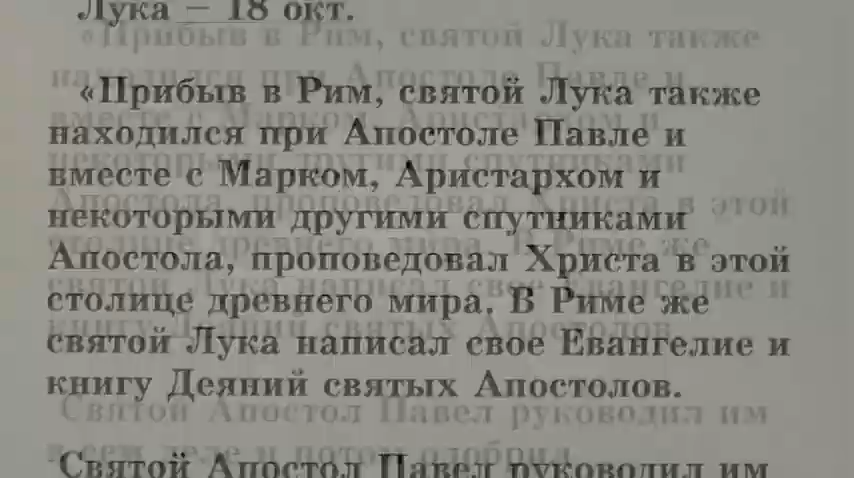 Лука – 18 окт.
«Прибыв в Рим, святой Лука также
находился при Апостоле Павле и
вместе с Марком, Аристархом и
некоторыми другими спутниками
Апостола, проповедовал Христа в этой
столице древнего мира. В Риме же
святой Лука написал свое Евангелие и
книгу Деяний святых Апостолов.
Святой Апостол Павел руководил им